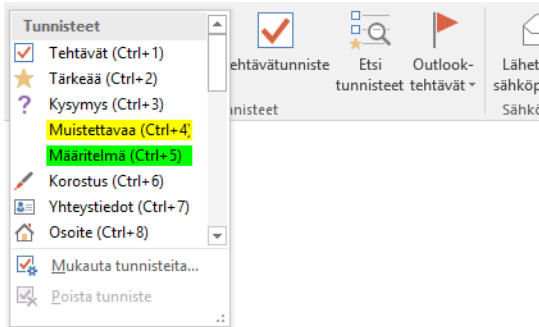 Tunnisteet
Tehtävät (Ctrl+1)
Tärkeää (Ctrl+2)
Kysymys (Ctrl+3)
Muistettavaa (Ctrl+4)
Määritelmä (Ctrl+5)
Korostus (Ctrl+6)
Yhteystiedot (Ctrl+7)
Osoite (Ctrl+8)
Mukauta tunnisteita...
Poista tunniste
ehtävätunniste
Etsi
tunnisteet
Outlook-
tehtävät
nnisteet
Lähet
sähköp
Sähkö